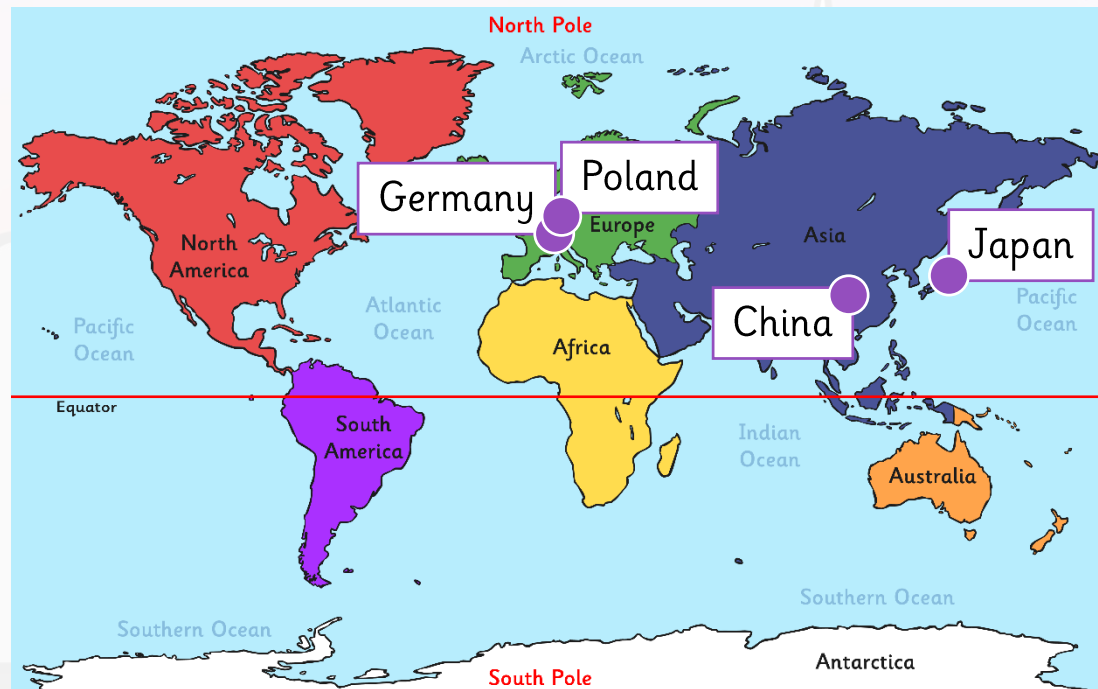 North Pole
Arctic Ocean
Poland
Germany
Europe
North
America
Asia
Japan
Atlantic
Ocean
Pacific
Ocean
Pacific
Ocean
China
Africa
Equator
South
America
Indian
Ocean
Australia
Southern Ocean
Southern Ocean
Antarctica
South Pole